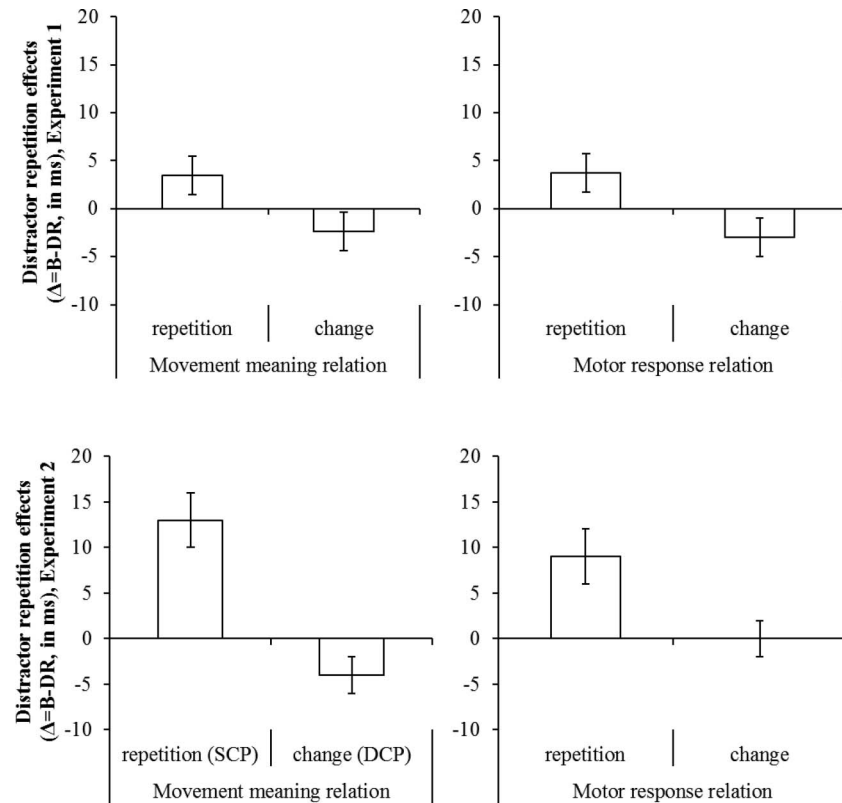 Distractor repetition effects
(Δ=B-DR, in ms), Experiment 1
20
15
10
5
0
-5
-10
repetition
change
Movement meaning relation
20
15
10
5
0
-5
-10
repetition
change
Motor response relation
Distractor repetition effects
(Δ=B-DR, in ms), Experiment 2
20
15
10
5
0
-5
-10
repetition (SCP)
change (DCP)
Movement meaning relation
20
15
10
5
0
-5
-10
repetition
change
Motor response relation